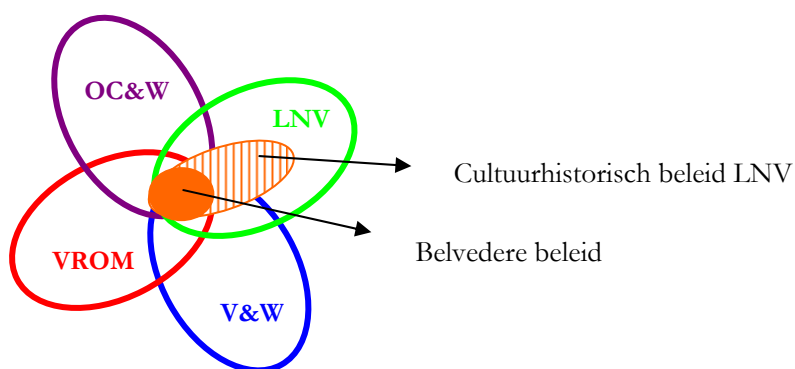 OC&W
LNV
Cultuurhistorisch beleid LNV
Belvedere beleid
VROM
V&W